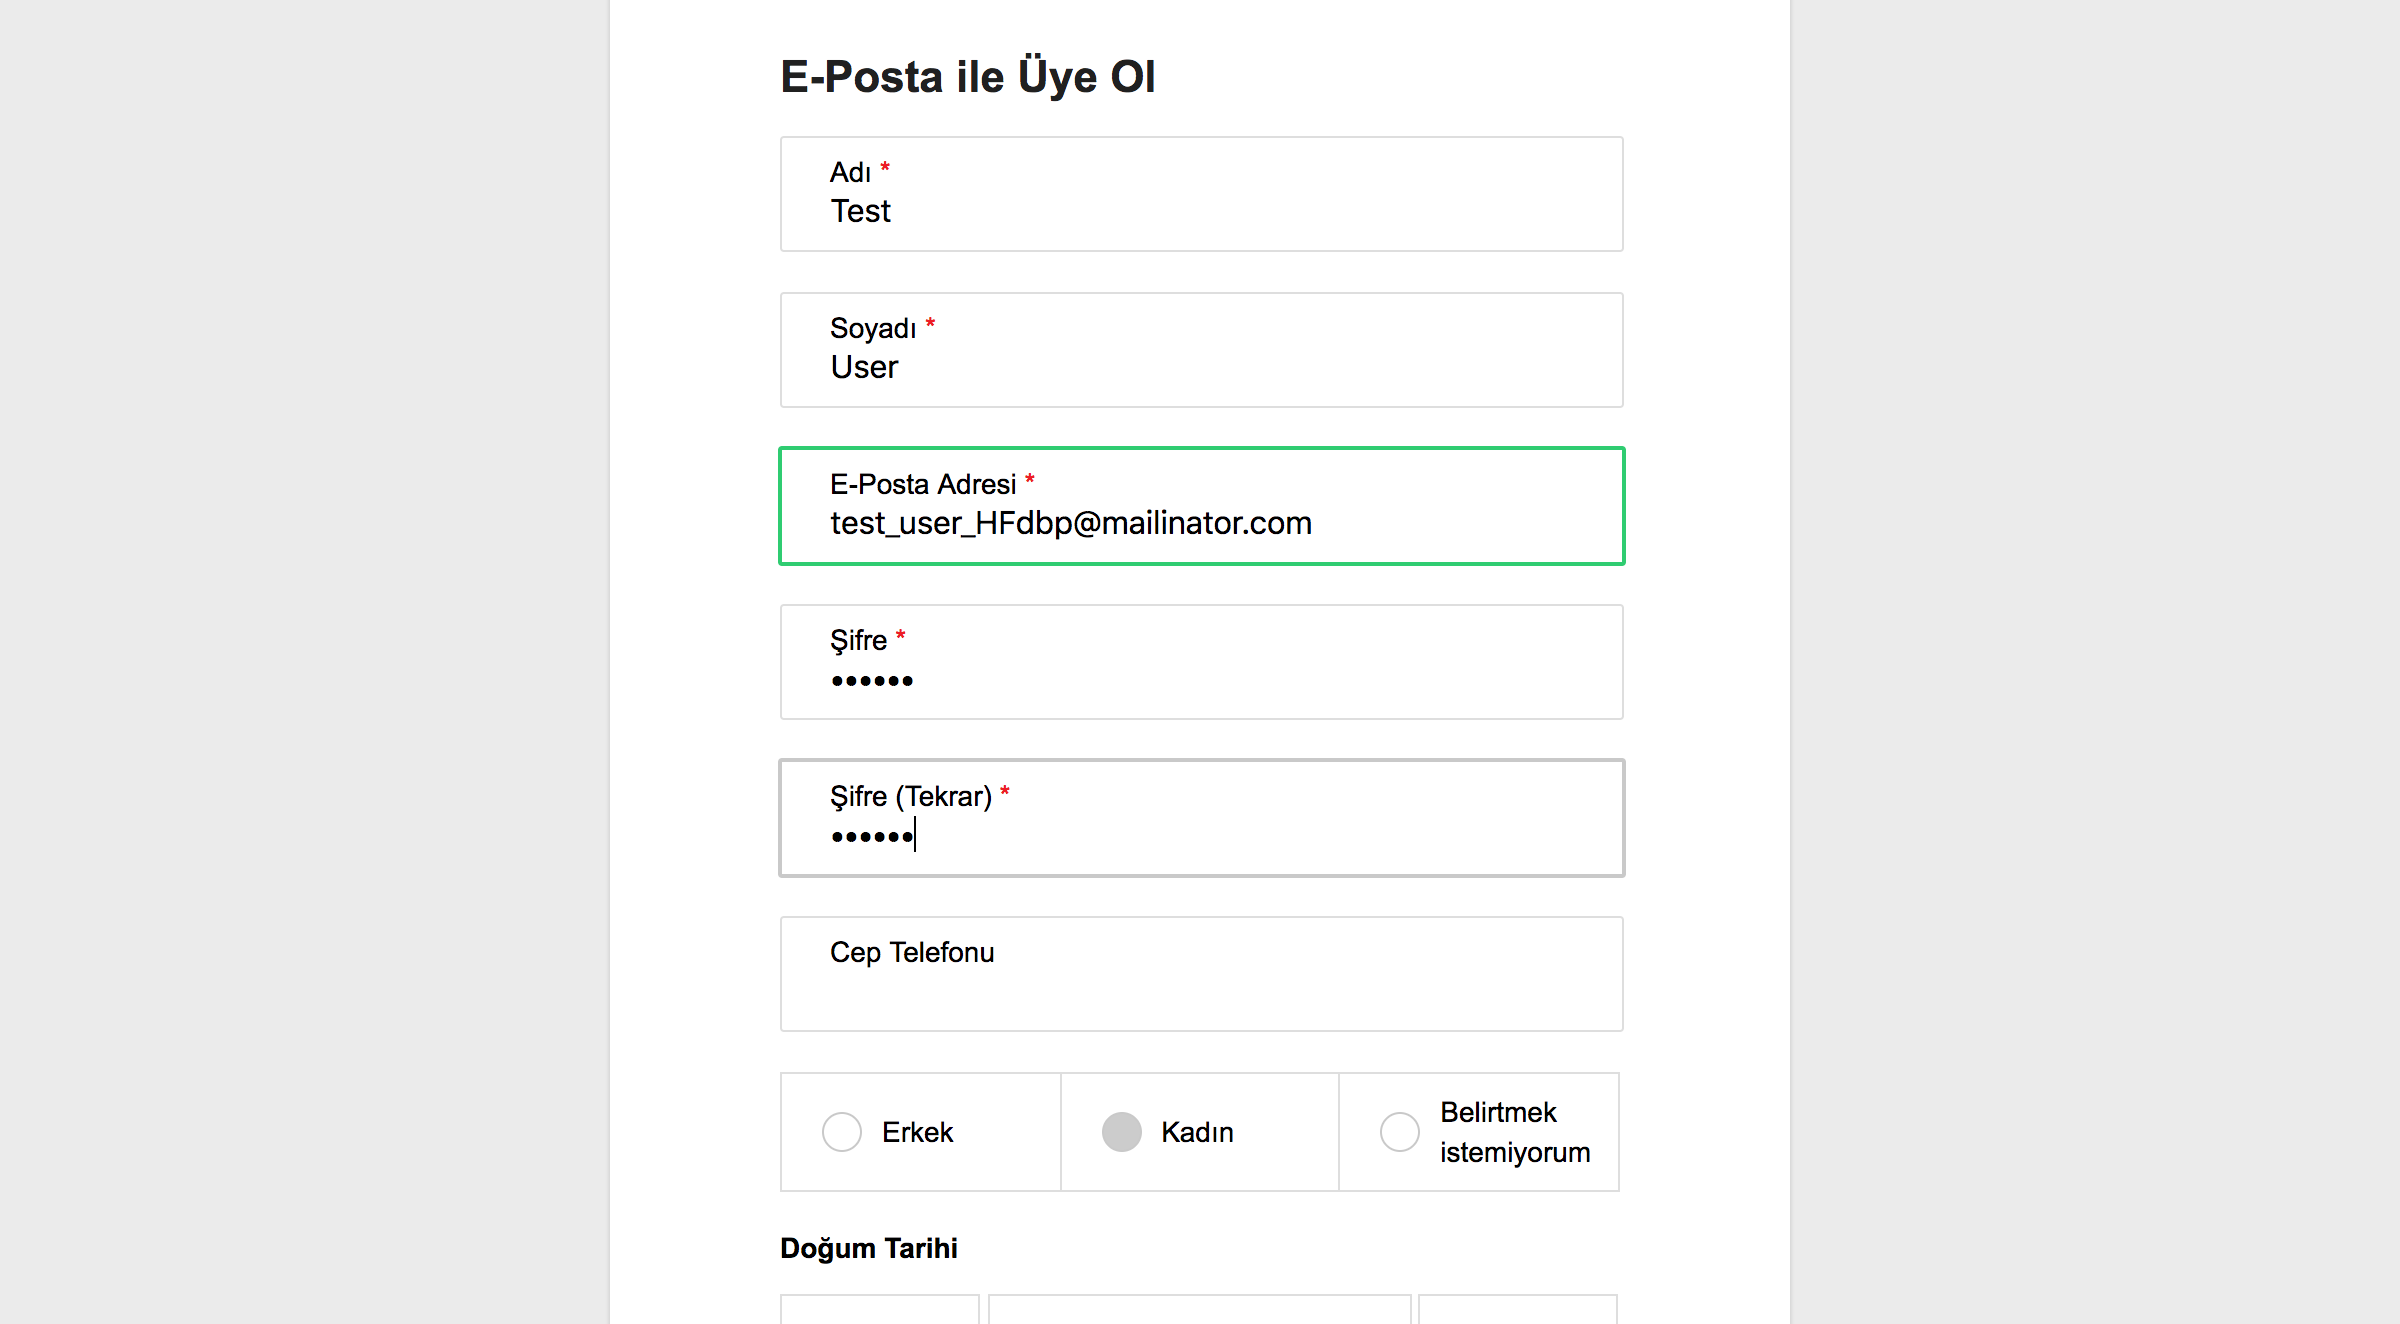 E-Posta ile Üye Ol
Adı *
Test
Soyadı *
User
E-Posta Adresi *
test_user_HFdbp@mailinator.com
Şifre *
••••••
Şifre (Tekrar) *
••••••
Cep Telefonu
Erkek
Kadın
Belirtmek
istemiyorum
Doğum Tarihi